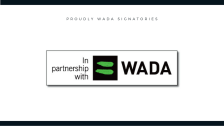 PROUDLY WADA SIGNATORIES
In
partnership
with
WADA